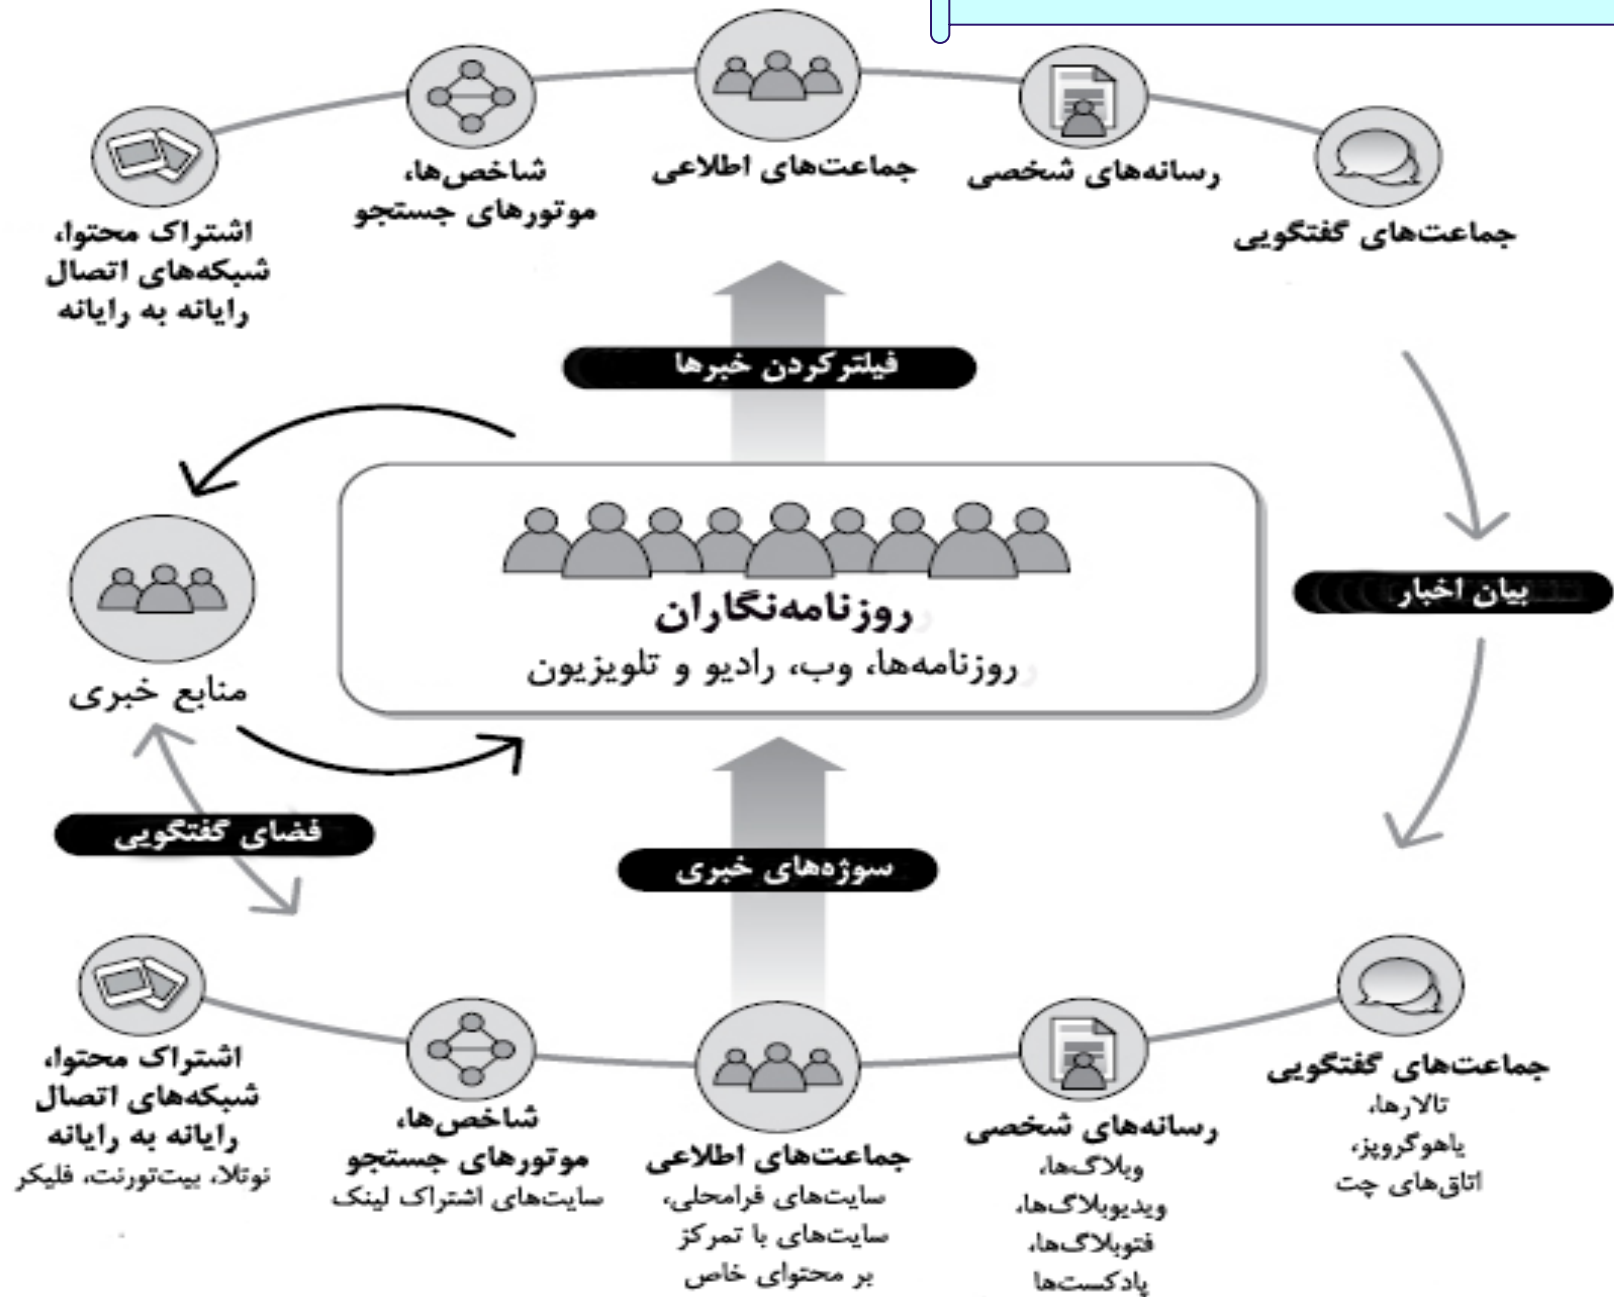 جماعت‌های اطلاعی
رسانه‌های شخصی
شاخص‌ها،
موتورهای جستجو
جماعت‌های گفتگویی
اشتراک محتوا،
شبکه‌های اتصال
رایانه به رایانه
فیلترکردن خبرها
روزنامه‌نگاران
روزنامه‌ها، وب، رادیو و تلویزیون
بیان اخبار
منابع خبری
فضای گفتگویی
سوژه‌های خبری
جماعت‌های گفتگویی
تالارها،
یاهوگروپز،
اتاق‌های چت
رسانه‌های شخصی
وبلاگ‌ها،
ویدیوبلاگ‌ها،
فتوبلاگ‌ها،
پادکست‌ها
جماعت‌های اطلاعی
سایت‌های فرامحلی،
سایت‌های با تمرکز
بر محتوای خاص
شاخص‌ها،
موتورهای جستجو
سایت‌های اشتراک لینک
اشتراک محتوا،
شبکه‌های اتصال
رایانه به رایانه
نوتلا، بیت‌تورنت، فلیکر